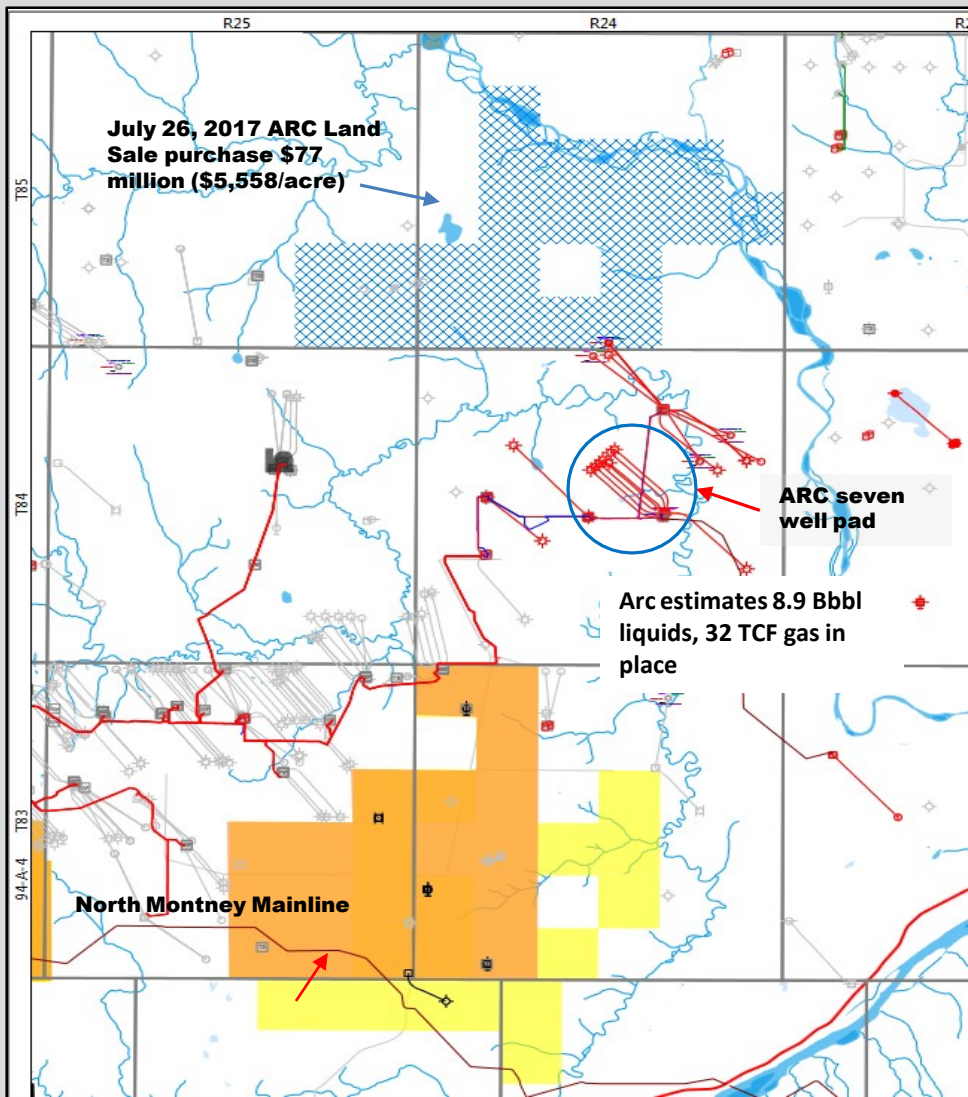 R25
R24
R2
July 26, 2017 ARC Land
Sale purchase $77
million ($5,558/acre)
T85
T84
ARC seven
well pad
Arc estimates 8.9 Bbbl
liquids, 32 TCF gas in
place
T83
94-A-4
North Montney Mainline